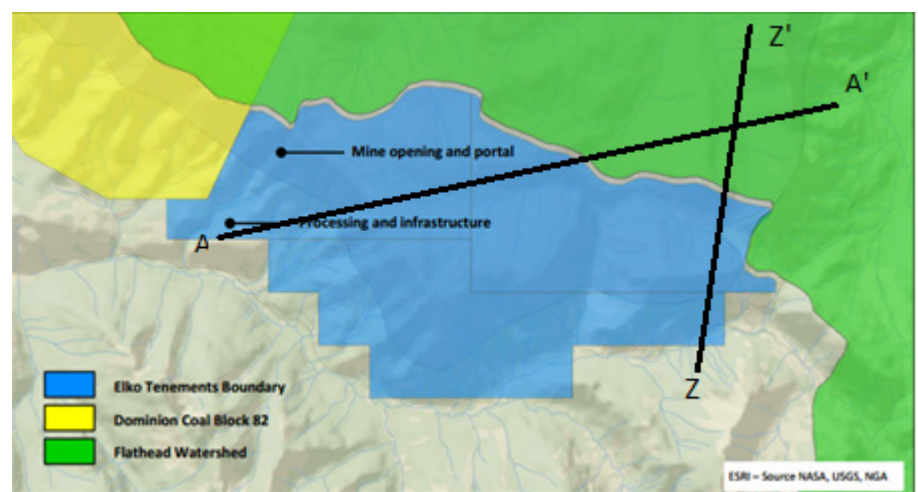 Z'
A'
Mine opening and portal
Processing and infrastructure
A
Z
Elko Tenements Boundary
Dominion Coal Block 82
Flathead Watershed
ESRI – Source NASA, USGS, NGA